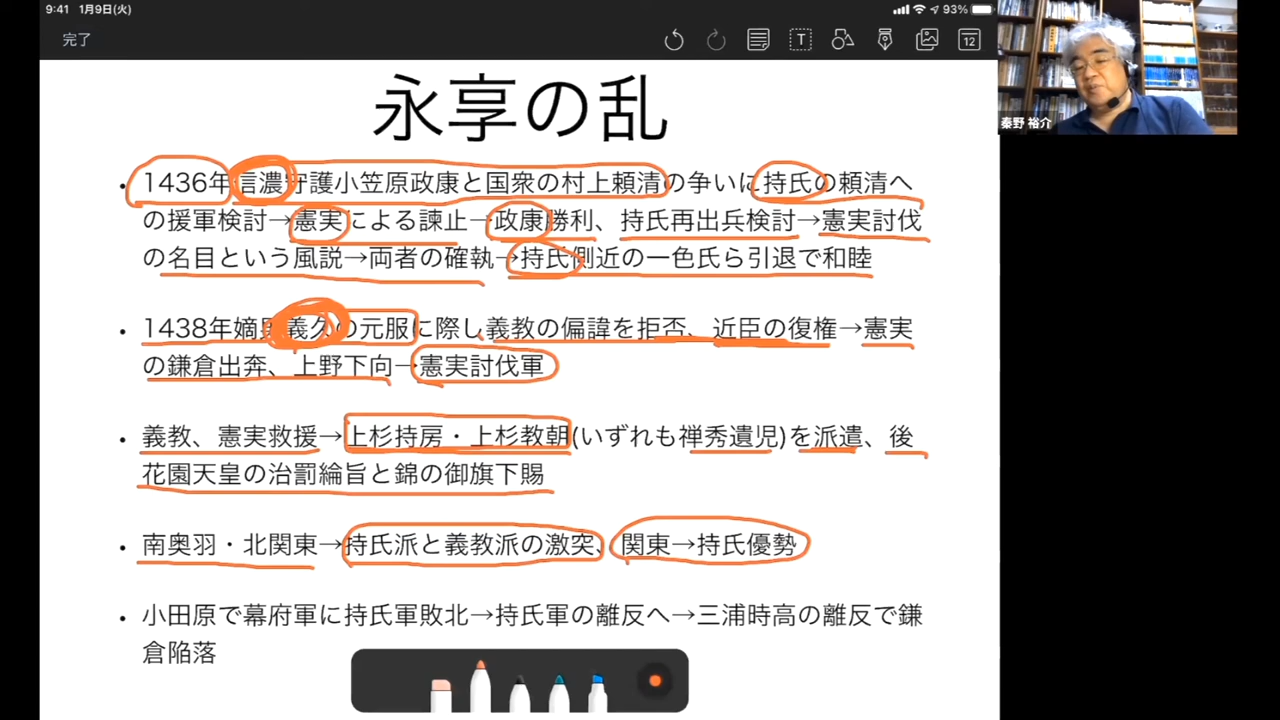 9:41 1月9日(火)
93%
完了
T
12
秦野 裕介
永享の乱
• 1436年信濃守護小笠原政康と国衆の村上頼清の争いに持氏の頼清へ
の援軍検討→憲実による諫止→政康勝利、持氏再出兵検討→憲実討伐
の名目という風説→両者の確執→持氏側近の一色氏ら引退で和睦
• 1438年嫡男義久の元服に際し義教の偏諱を拒否、近臣の復権→憲実
の鎌倉出奔、上野下向→憲実討伐軍
• 義教、憲実救援→上杉持房・上杉教朝(いずれも禅秀遺児)を派遣、後
花園天皇の治罰綸旨と錦の御旗下賜
• 南奥羽・北関東→持氏派と義教派の激突、関東→持氏優勢
• 小田原で幕府軍に持氏軍敗北→持氏軍の離反へ→三浦時高の離反で鎌
倉陥落